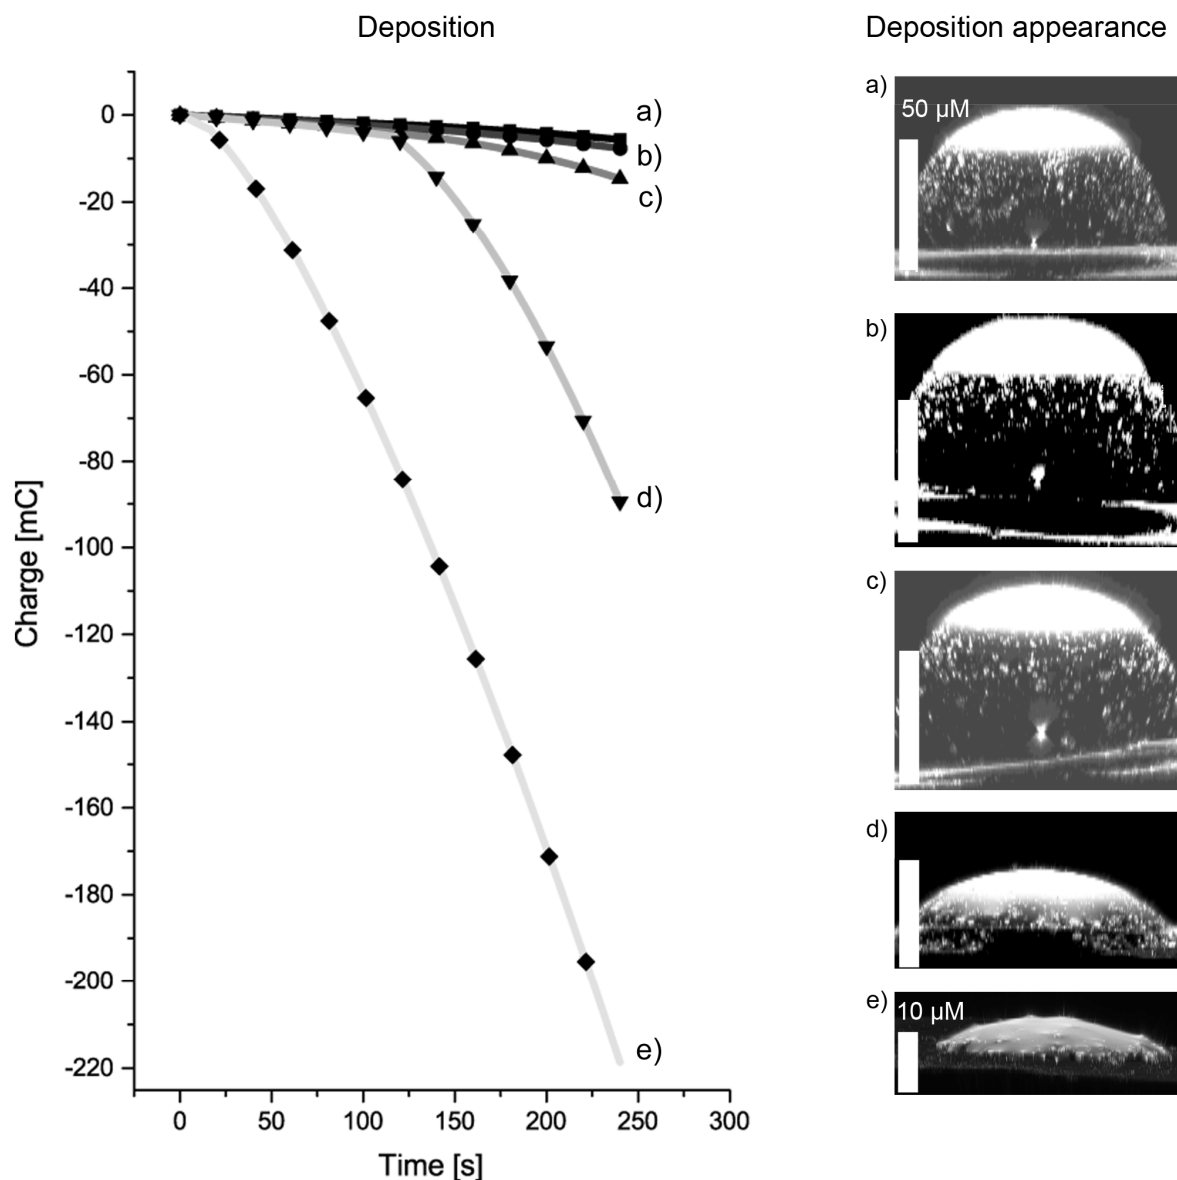 Deposition
Deposition appearance
a)
50 µM
b)
c)
d)
e)
10 µM
a)
b)
c)
d)
e)
0
-20
-40
-60
-80
-100
-120
-140
-160
-180
-200
-220
Charge [mC]
0 50 100 150 200 250 300
Time [s]